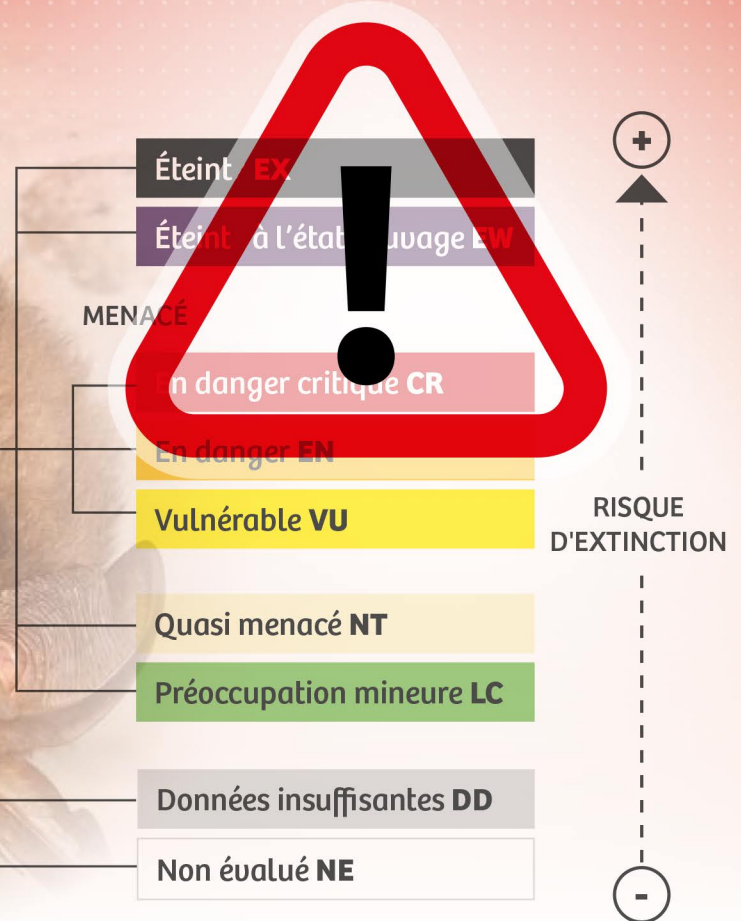 Éteint EX
Éteint à l'état sauvage EW
MENACÉ
En danger critique CR
En danger EN
Vulnérable VU
RISQUE
D'EXTINCTION
Quasi menacé NT
Préoccupation mineure LC
Données insuffisantes DD
Non évalué NE
+
-